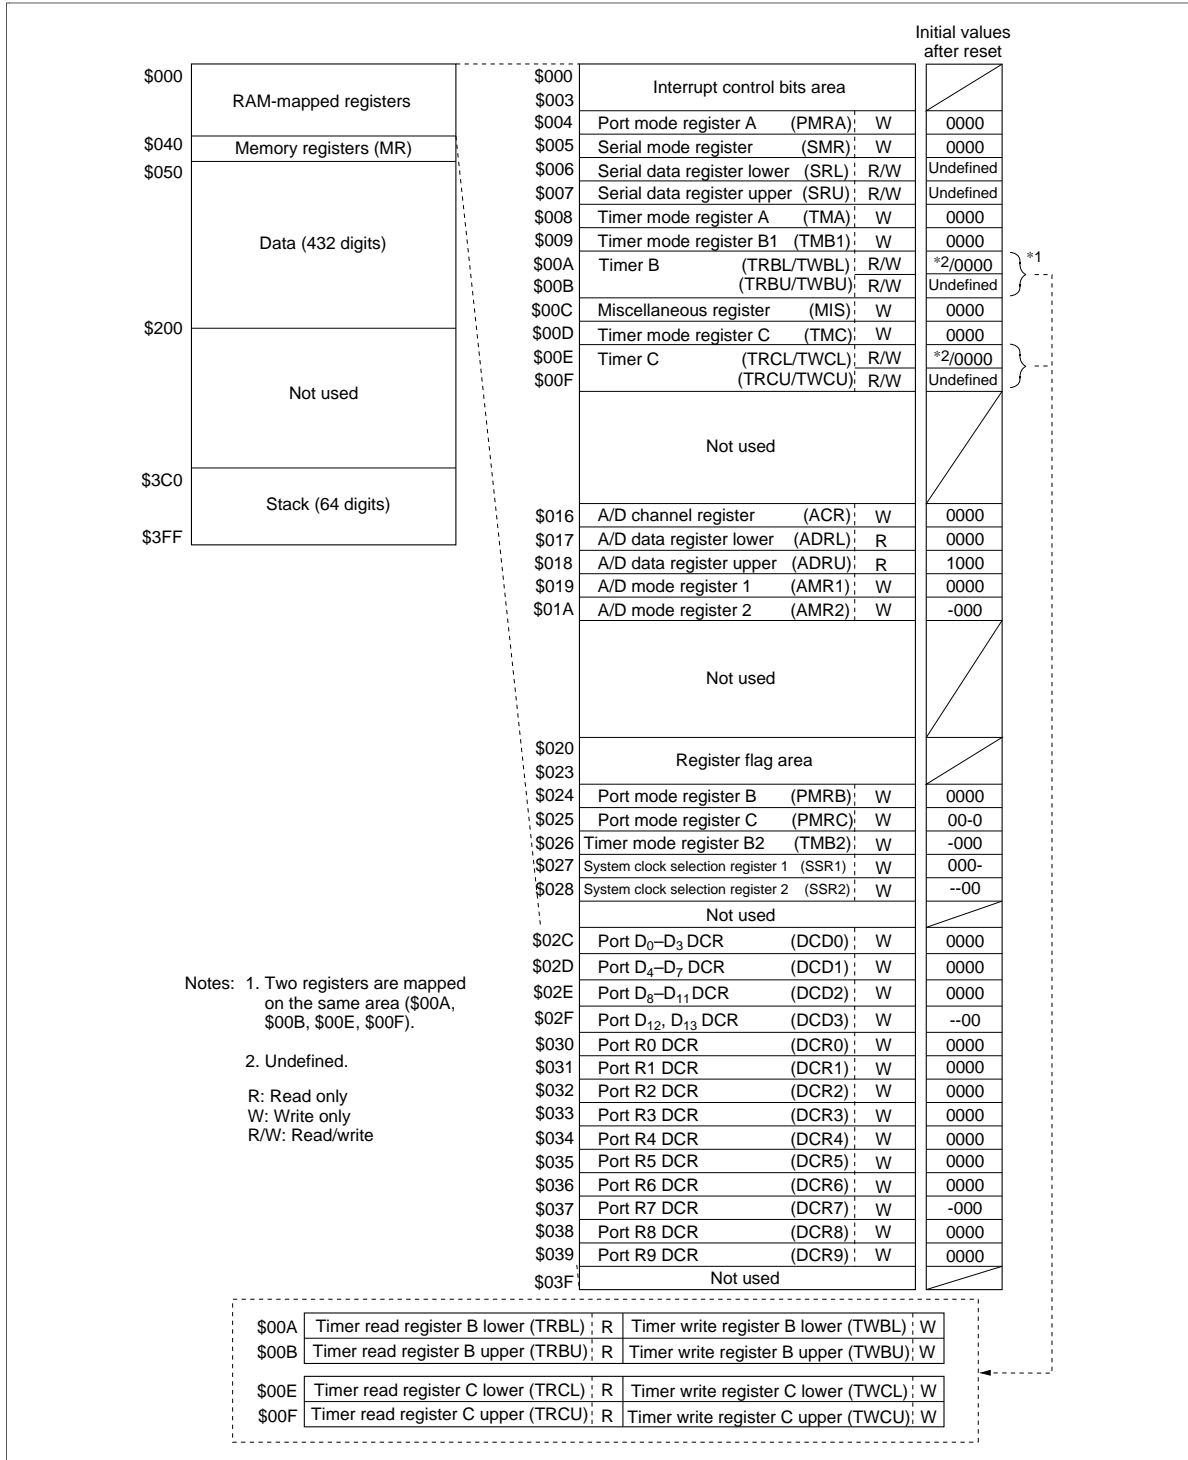 Initial values
after reset
$000
RAM-mapped registers
$040 Memory registers (MR)
$050
Data (432 digits)
$200
Not used
$3C0
Stack (64 digits)
$3FF
$000
Interrupt control bits area
$003
$004 Port mode register A (PMRA) W 0000
$005 Serial mode register (SMR) W 0000
$006 Serial data register lower (SRL) R/W Undefined
$007 Serial data register upper (SRU) R/W Undefined
$008 Timer mode register A (TMA) W 0000
$009 Timer mode register B1 (TMB1) W 0000
$00A Timer B (TRBL/TWBL) R/W *2/0000 *1
$00B (TRBU/TWBU) R/W Undefined
$00C Miscellaneous register (MIS) W 0000
$00D Timer mode register C (TMC) W 0000
$00E Timer C (TRCL/TWCL) R/W *2/0000
$00F (TRCU/TWCU) R/W Undefined
Not used
$016 A/D channel register (ACR) W 0000
$017 A/D data register lower (ADRL) R 0000
$018 A/D data register upper (ADRU) R 1000
$019 A/D mode register 1 (AMR1) W 0000
$01A A/D mode register 2 (AMR2) W -000
Not used
$020
Register flag area
$023
$024 Port mode register B (PMRB) W 0000
$025 Port mode register C (PMRC) W 00-0
$026 Timer mode register B2 (TMB2) W -000
$027 System clock selection register 1 (SSR1) W 000-
$028 System clock selection register 2 (SSR2) W --00
Not used
$02C Port D0–D3 DCR (DCD0) W 0000
$02D Port D4–D7 DCR (DCD1) W 0000
$02E Port D8–D11 DCR (DCD2) W 0000
$02F Port D12, D13 DCR (DCD3) W --00
$030 Port R0 DCR (DCR0) W 0000
$031 Port R1 DCR (DCR1) W 0000
$032 Port R2 DCR (DCR2) W 0000
$033 Port R3 DCR (DCR3) W 0000
$034 Port R4 DCR (DCR4) W 0000
$035 Port R5 DCR (DCR5) W 0000
$036 Port R6 DCR (DCR6) W 0000
$037 Port R7 DCR (DCR7) W -000
$038 Port R8 DCR (DCR8) W 0000
$039 Port R9 DCR (DCR9) W 0000
Not used
$03F
Notes: 1. Two registers are mapped
on the same area ($00A,
$00B, $00E, $00F).
2. Undefined.
R: Read only
W: Write only
R/W: Read/write
$00A Timer read register B lower (TRBL) R Timer write register B lower (TWBL) W
$00B Timer read register B upper (TRBU) R Timer write register B upper (TWBU) W
$00E Timer read register C lower (TRCL) R Timer write register C lower (TWCL) W
$00F Timer read register C upper (TRCU) R Timer write register C upper (TWCU) W